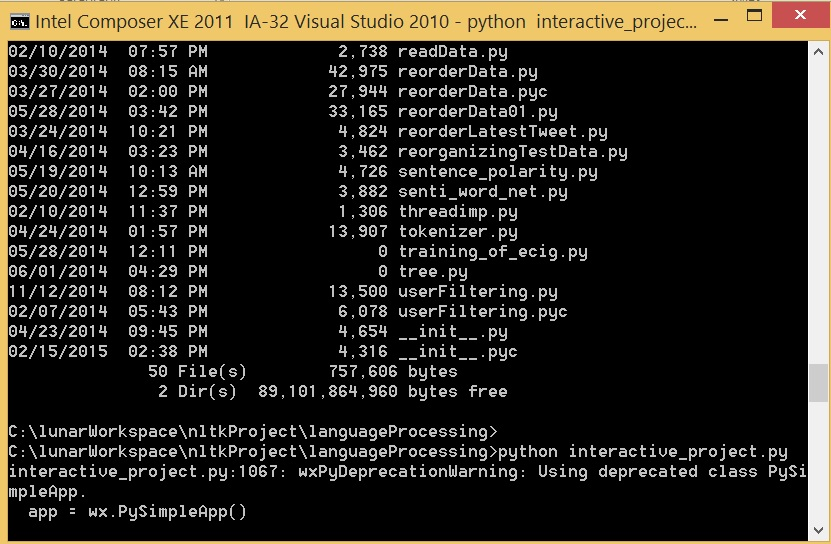 Intel Composer XE 2011 IA-32 Visual Studio 2010 - python interactive_projec...
02/10/2014  07:57 PM             2,738 readData.py
03/30/2014  08:15 AM            42,975 reorderData.py
03/27/2014  02:00 PM            27,944 reorderData.pyc
05/28/2014  03:42 PM            33,165 reorderData01.py
03/24/2014  10:21 PM             4,824 reorderLatestTweet.py
04/16/2014  03:23 PM             3,462 reorganizingTestData.py
05/19/2014  10:13 AM             4,726 sentence_polarity.py
05/20/2014  12:59 PM             3,882 senti_word_net.py
02/10/2014  11:37 PM             1,306 threadimp.py
04/24/2014  01:57 PM            13,907 tokenizer.py
05/28/2014  12:11 PM                 0 training_of_ecig.py
06/01/2014  04:29 PM                 0 tree.py
11/12/2014  08:12 PM            13,500 userFiltering.py
02/07/2014  05:43 PM             6,078 userFiltering.pyc
04/23/2014  09:45 PM             4,654 __init__.py
02/15/2015  02:38 PM             4,316 __init__.pyc
              50 File(s)        757,606 bytes
               2 Dir(s)  89,101,864,960 bytes free
C:\lunarWorkspace\nltkProject\languageProcessing>
C:\lunarWorkspace\nltkProject\languageProcessing>python interactive_project.py
interactive_project.py:1067: wxPyDeprecationWarning: Using deprecated class PySi
mpleApp.
  app = wx.PySimpleApp()